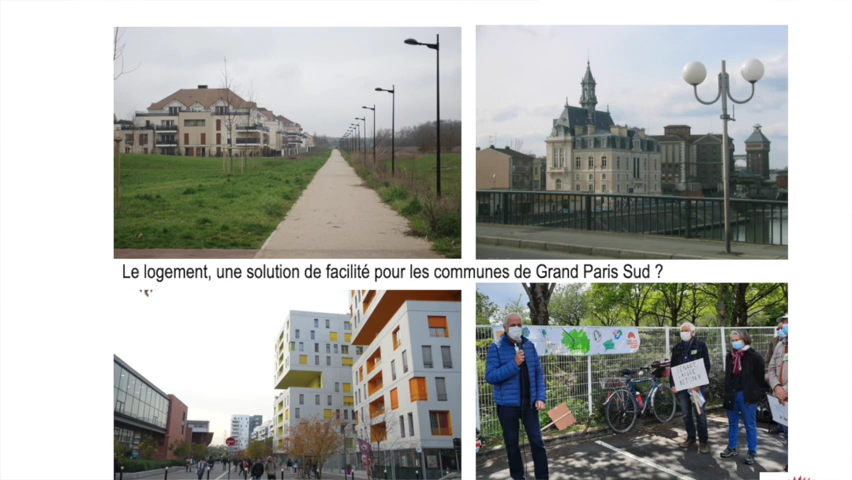 Le logement, une solution de facilité pour les communes de Grand Paris Sud ?